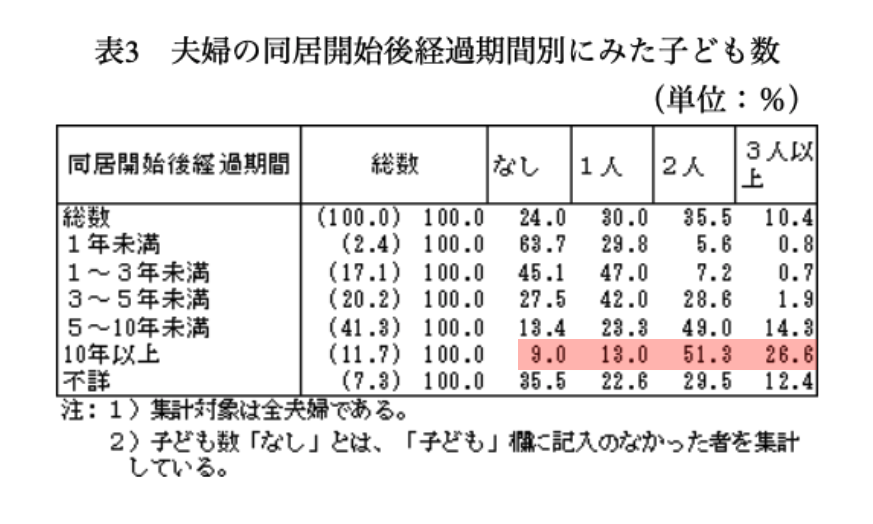 表3 夫婦の同居開始後経過期間別にみた子ども数
(単位：%)
同居開始後経過期間 総数 なし 1人 2人 3人以上
総数 (100.0) 100.0 24.0 30.0 35.5 10.4
1年未満 (2.4) 100.0 63.7 29.8 5.6 0.8
1～3年未満 (17.1) 100.0 45.1 47.0 7.2 0.7
3～5年未満 (20.2) 100.0 27.5 42.0 28.6 1.9
5～10年未満 (41.3) 100.0 13.4 23.3 49.0 14.3
10年以上 (11.7) 100.0 9.0 13.0 51.3 26.6
不詳 (7.3) 100.0 35.5 22.6 29.5 12.4
注：1）集計対象は全夫婦である。
2）子ども数「なし」とは、「子ども」欄に記入のなかった者を集計
している。